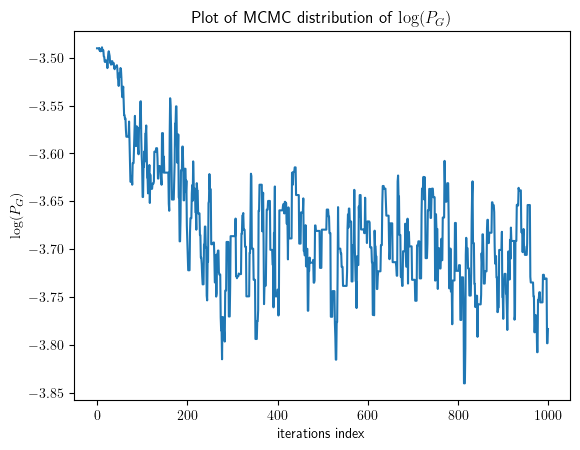 Plot of MCMC distribution of log(P_G)
log(P_G)
−3.50
−3.55
−3.60
−3.65
−3.70
−3.75
−3.80
−3.85
0 200 400 600 800 1000
iterations index